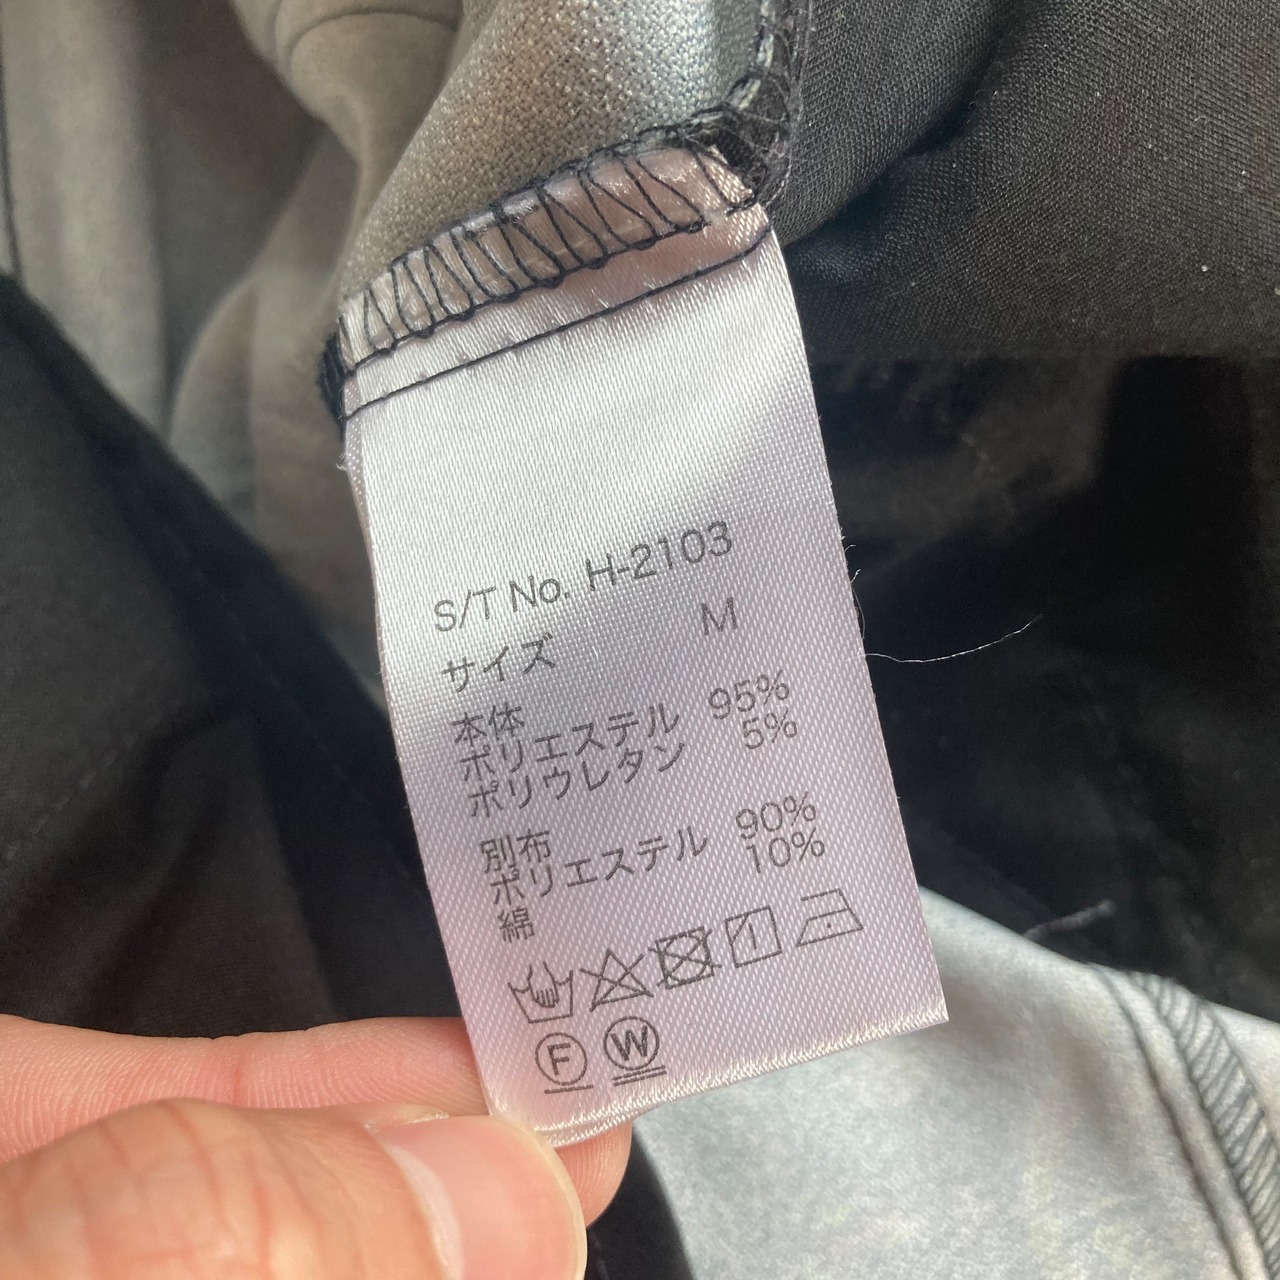 S/T No. H-2103
サイズ M
本体
ポリエステル 95%
ポリウレタン 5%
別布
ポリエステル 90%
綿 10%
F W